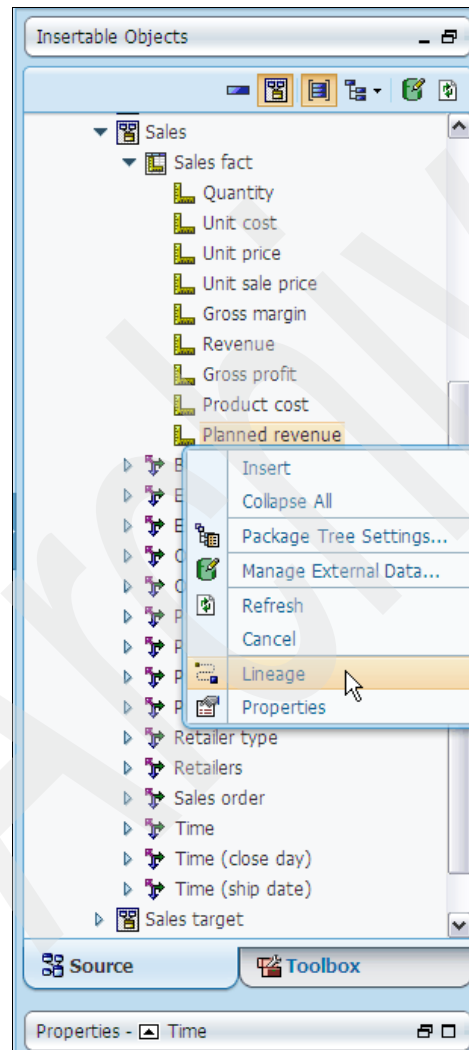 Insertable Objects
Sales
Sales fact
Quantity
Unit cost
Unit price
Unit sale price
Gross margin
Revenue
Gross profit
Product cost
Planned revenue
B
E
E
O
O
P
P
P
P
Insert
Collapse All
Package Tree Settings...
Manage External Data...
Refresh
Cancel
Lineage
Properties
Retailer type
Retailers
Sales order
Time
Time (close day)
Time (ship date)
Sales target
Source
Toolbox
Properties - Time